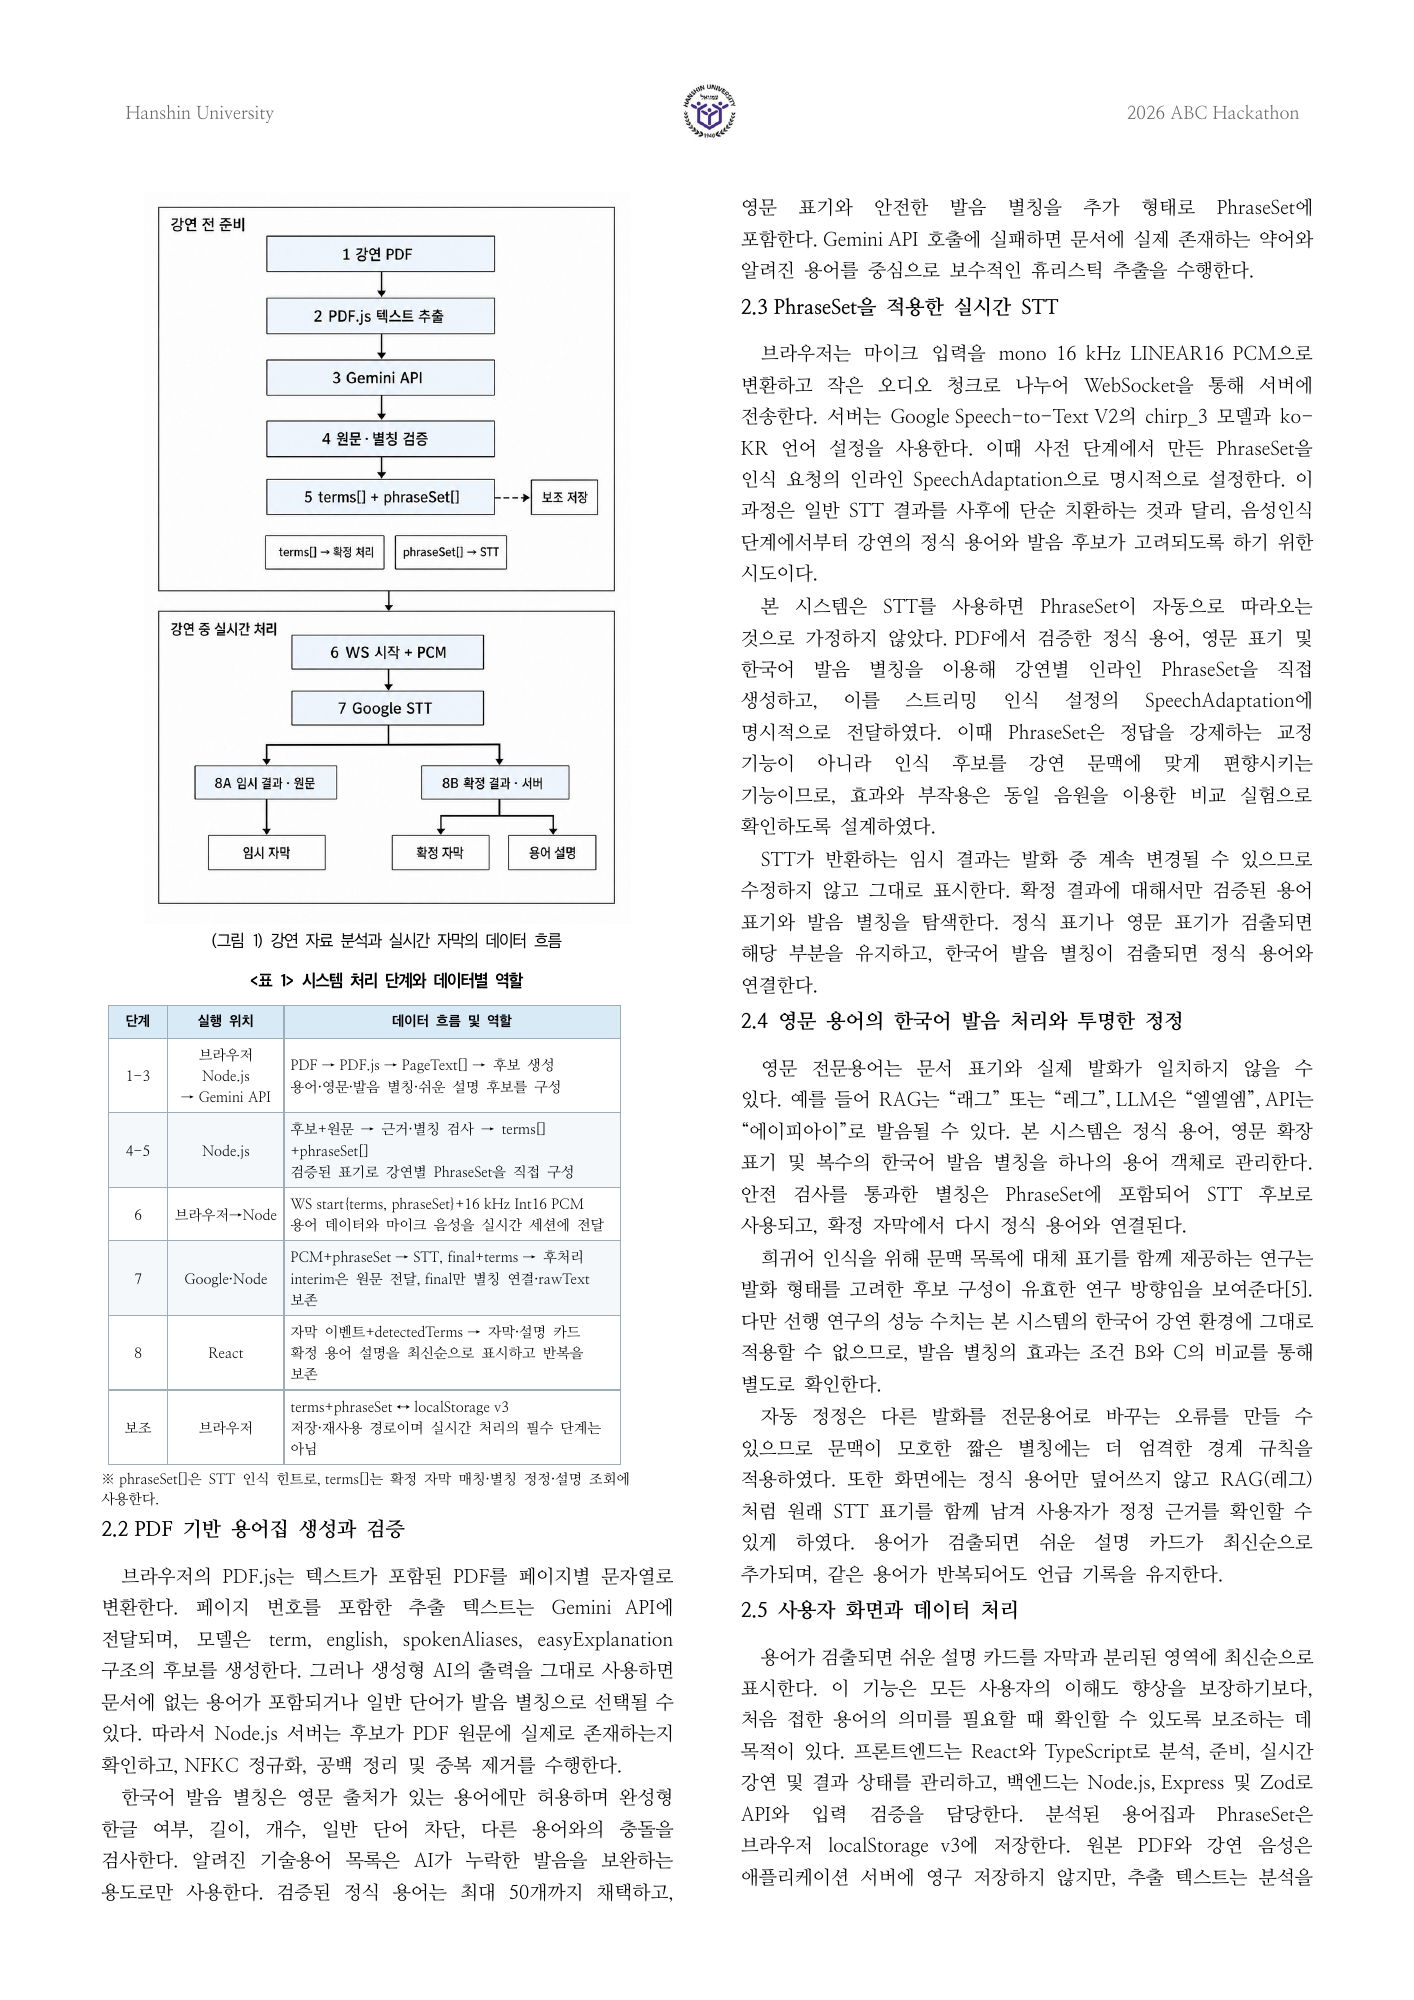 Hanshin University
HANSHIN UNIVERSITY
1940
2026 ABC Hackathon
강연 전 준비
1 강연 PDF
2 PDF.js 텍스트 추출
3 Gemini API
4 원문 · 별칭 검증
5 terms[] + phraseSet[]
보조 저장
terms[] → 확정 처리
phraseSet[] → STT
강연 중 실시간 처리
6 WS 시작 + PCM
7 Google STT
8A 임시 결과 · 원문
8B 확정 결과 · 서버
임시 자막
확정 자막
용어 설명
(그림 1) 강연 자료 분석과 실시간 자막의 데이터 흐름
<표 1> 시스템 처리 단계와 데이터별 역할
단계 실행 위치 데이터 흐름 및 역할
1-3
브라우저
Node.js
→ Gemini API
PDF → PDF.js → PageText[] → 후보 생성
용어·영문·발음 별칭·쉬운 설명 후보를 구성
4-5
Node.js
후보+원문 → 근거·별칭 검사 → terms[]
+phraseSet[]
검증된 표기로 강연별 PhraseSet을 직접 구성
6
브라우저→Node
WS start{terms, phraseSet}+16 kHz Int16 PCM
용어 데이터와 마이크 음성을 실시간 세션에 전달
7
Google·Node
PCM+phraseSet → STT, final+terms → 후처리
interim은 원문 전달, final만 별칭 연결·rawText
보존
8
React
자막 이벤트+detectedTerms → 자막·설명 카드
확정 용어 설명을 최신순으로 표시하고 반복을
보존
보조
브라우저
terms+phraseSet ↔ localStorage v3
저장·재사용 경로이며 실시간 처리의 필수 단계는
아님
※ phraseSet[]은 STT 인식 힌트로, terms[]는 확정 자막 매칭·별칭 정정·설명 조회에
사용한다.
2.2 PDF 기반 용어집 생성과 검증
브라우저의 PDF.js는 텍스트가 포함된 PDF를 페이지별 문자열로
변환한다. 페이지 번호를 포함한 추출 텍스트는 Gemini API에
전달되며, 모델은 term, english, spokenAliases, easyExplanation
구조의 후보를 생성한다. 그러나 생성형 AI의 출력을 그대로 사용하면
문서에 없는 용어가 포함되거나 일반 단어가 발음 별칭으로 선택될 수
있다. 따라서 Node.js 서버는 후보가 PDF 원문에 실제로 존재하는지
확인하고, NFKC 정규화, 공백 정리 및 중복 제거를 수행한다.
한국어 발음 별칭은 영문 출처가 있는 용어에만 허용하며 완성형
한글 여부, 길이, 개수, 일반 단어 차단, 다른 용어와의 충돌을
검사한다. 알려진 기술용어 목록은 AI가 누락한 발음을 보완하는
용도로만 사용한다. 검증된 정식 용어는 최대 50개까지 채택하고,
영문 표기와 안전한 발음 별칭을 추가 형태로 PhraseSet에
포함한다. Gemini API 호출에 실패하면 문서에 실제 존재하는 약어와
알려진 용어를 중심으로 보수적인 휴리스틱 추출을 수행한다.
2.3 PhraseSet을 적용한 실시간 STT
브라우저는 마이크 입력을 mono 16 kHz LINEAR16 PCM으로
변환하고 작은 오디오 청크로 나누어 WebSocket을 통해 서버에
전송한다. 서버는 Google Speech-to-Text V2의 chirp_3 모델과 ko-
KR 언어 설정을 사용한다. 이때 사전 단계에서 만든 PhraseSet을
인식 요청의 인라인 SpeechAdaptation으로 명시적으로 설정한다. 이
과정은 일반 STT 결과를 사후에 단순 치환하는 것과 달리, 음성인식
단계에서부터 강연의 정식 용어와 발음 후보가 고려되도록 하기 위한
시도이다.
본 시스템은 STT를 사용하면 PhraseSet이 자동으로 따라오는
것으로 가정하지 않았다. PDF에서 검증한 정식 용어, 영문 표기 및
한국어 발음 별칭을 이용해 강연별 인라인 PhraseSet을 직접
생성하고, 이를 스트리밍 인식 설정의 SpeechAdaptation에
명시적으로 전달하였다. 이때 PhraseSet은 정답을 강제하는 교정
기능이 아니라 인식 후보를 강연 문맥에 맞게 편향시키는
기능이므로, 효과와 부작용은 동일 음원을 이용한 비교 실험으로
확인하도록 설계하였다.
STT가 반환하는 임시 결과는 발화 중 계속 변경될 수 있으므로
수정하지 않고 그대로 표시한다. 확정 결과에 대해서만 검증된 용어
표기와 발음 별칭을 탐색한다. 정식 표기나 영문 표기가 검출되면
해당 부분을 유지하고, 한국어 발음 별칭이 검출되면 정식 용어와
연결한다.
2.4 영문 용어의 한국어 발음 처리와 투명한 정정
영문 전문용어는 문서 표기와 실제 발화가 일치하지 않을 수
있다. 예를 들어 RAG는 “래그” 또는 “레그”, LLM은 “엘엘엠”, API는
“에이피아이”로 발음될 수 있다. 본 시스템은 정식 용어, 영문 확장
표기 및 복수의 한국어 발음 별칭을 하나의 용어 객체로 관리한다.
안전 검사를 통과한 별칭은 PhraseSet에 포함되어 STT 후보로
사용되고, 확정 자막에서 다시 정식 용어와 연결된다.
희귀어 인식을 위해 문맥 목록에 대체 표기를 함께 제공하는 연구는
발화 형태를 고려한 후보 구성이 유효한 연구 방향임을 보여준다[5].
다만 선행 연구의 성능 수치는 본 시스템의 한국어 강연 환경에 그대로
적용할 수 없으므로, 발음 별칭의 효과는 조건 B와 C의 비교를 통해
별도로 확인한다.
자동 정정은 다른 발화를 전문용어로 바꾸는 오류를 만들 수
있으므로 문맥이 모호한 짧은 별칭에는 더 엄격한 경계 규칙을
적용하였다. 또한 화면에는 정식 용어만 덮어쓰지 않고 RAG(레그)
처럼 원래 STT 표기를 함께 남겨 사용자가 정정 근거를 확인할 수
있게 하였다. 용어가 검출되면 쉬운 설명 카드가 최신순으로
추가되며, 같은 용어가 반복되어도 언급 기록을 유지한다.
2.5 사용자 화면과 데이터 처리
용어가 검출되면 쉬운 설명 카드를 자막과 분리된 영역에 최신순으로
표시한다. 이 기능은 모든 사용자의 이해도 향상을 보장하기보다,
처음 접한 용어의 의미를 필요할 때 확인할 수 있도록 보조하는 데
목적이 있다. 프론트엔드는 React와 TypeScript로 분석, 준비, 실시간
강연 및 결과 상태를 관리하고, 백엔드는 Node.js, Express 및 Zod로
API와 입력 검증을 담당한다. 분석된 용어집과 PhraseSet은
브라우저 localStorage v3에 저장한다. 원본 PDF와 강연 음성은
애플리케이션 서버에 영구 저장하지 않지만, 추출 텍스트는 분석을